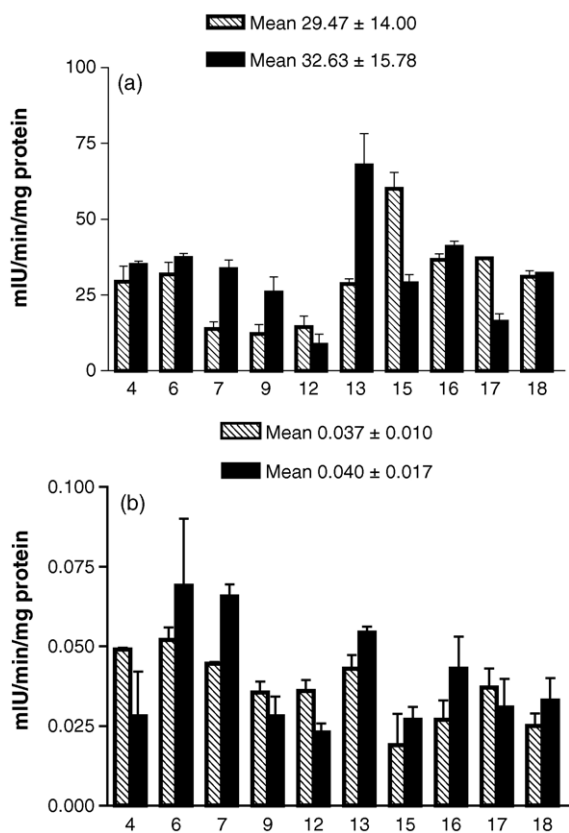 Mean 29.47 ± 14.00
Mean 32.63 ± 15.78
(a)
mIU/min/mg protein
100
75
50
25
0
4 6 7 9 12 13 15 16 17 18
Mean 0.037 ± 0.010
Mean 0.040 ± 0.017
(b)
mIU/min/mg protein
0.100
0.075
0.050
0.025
0.000
4 6 7 9 12 13 15 16 17 18